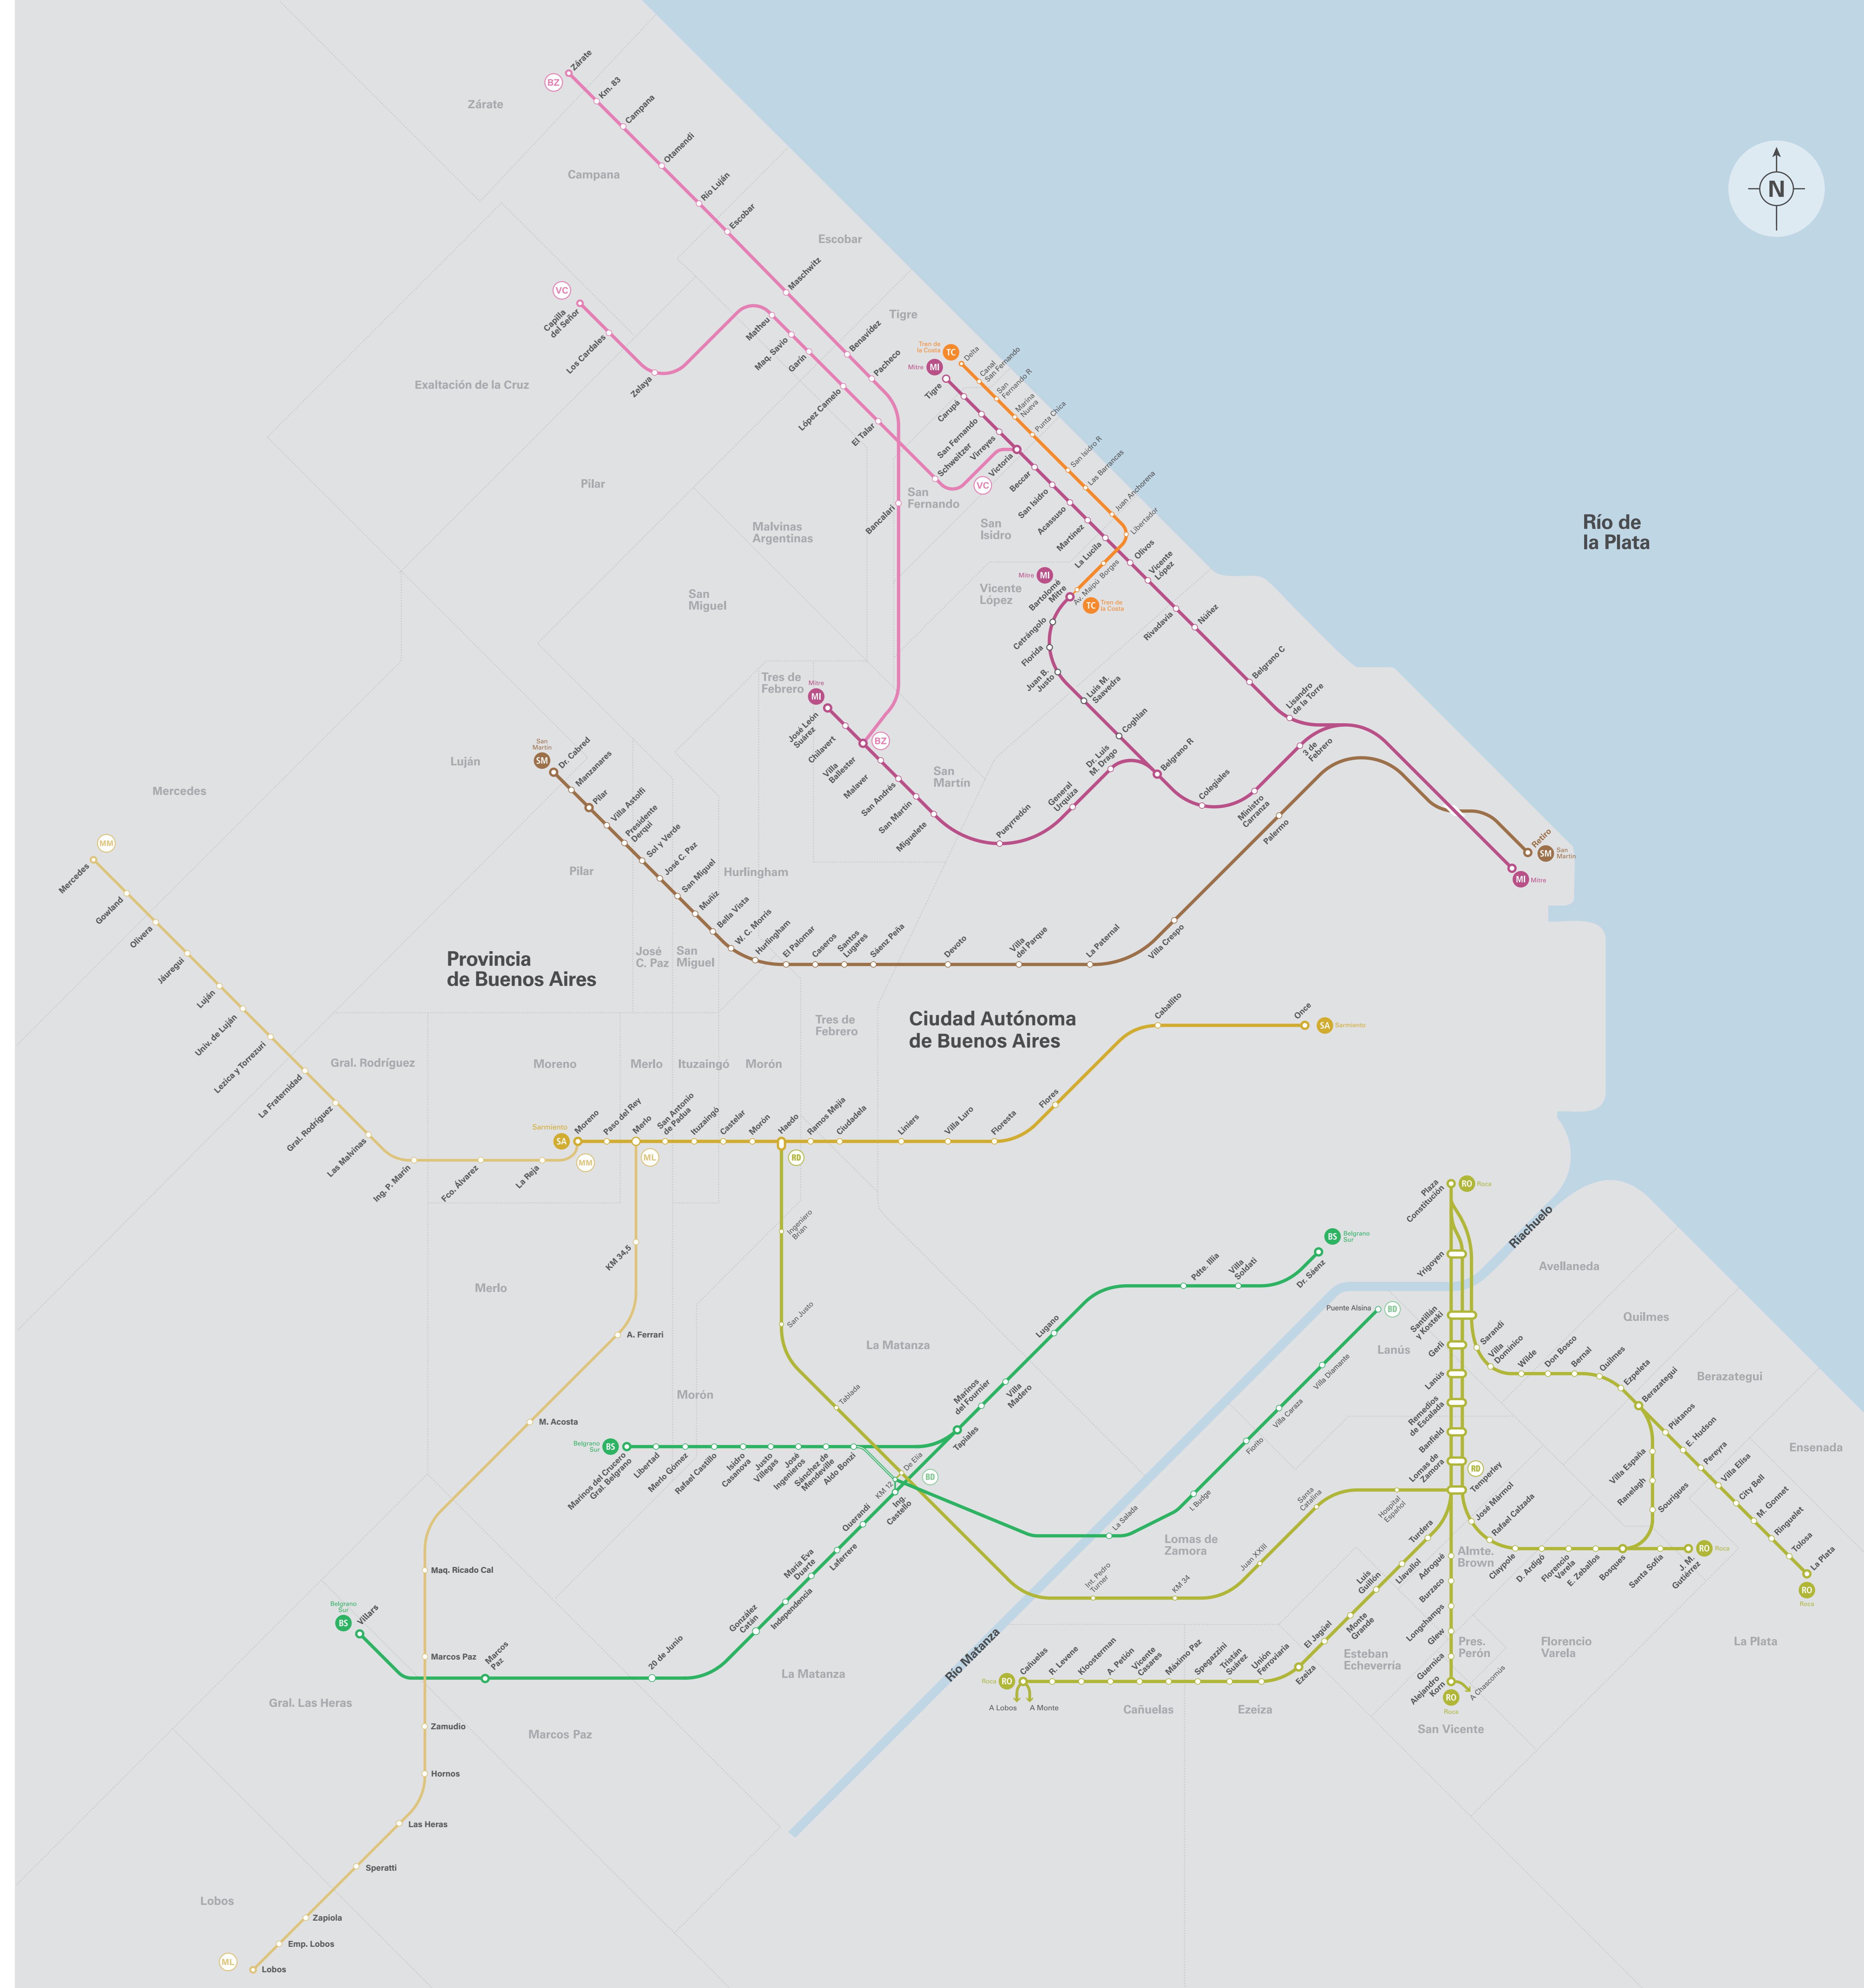 Zárate
BZ
Km. 83
Campana
Otamendi
Río Luján
Escobar
Maschwitz
Benavídez
Pacheco
Bancalari
BZ
Zárate
Campana
Escobar
Tigre
N
VC
Capilla
del Señor
Los Cardales
Zelaya
Matheu
Maq. Savio
Garín
López Camelo
El Talar
Schweitzer
VC
Exaltación de la Cruz
Pilar
Malvinas
Argentinas
San
Miguel
San
Fernando
San
Isidro
Vicente
López
Tren de
la Costa
TC
Delta
Canal
San Fernando
San
Fernando R
Marina
Nueva
Punta Chica
San Isidro R
Las Barrancas
Juan Anchorena
Libertador
Borges
Av. Maipú
TC
Tren de
la Costa
Mitre
MI
Tigre
Carupá
San Fernando
Virreyes
Victoria
Beccar
San Isidro
Acassuso
Martínez
La Lucila
Olivos
Vicente
López
Rivadavia
Núñez
Belgrano C
Lisandro
de la Torre
Río de
la Plata
Mitre
MI
Bartolomé
Mitre
Cetrángolo
Florida
Juan B.
Justo
Luis M.
Saavedra
Coghlan
Belgrano R
Colegiales
Ministro
Carranza
3 de
Febrero
Tres de
Febrero
Mitre
MI
José León
Suárez
Chilavert
Villa
Ballester
Malaver
San Andrés
San Martín
Miguelete
Pueyrredón
General
Urquiza
Dr. Luis
M. Drago
San
Martín
MI
Mitre
San
Martín
SM
Dr. Cabred
Manzanares
Pilar
Villa Astolfi
Presidente
Derqui
Sol y Verde
José C. Paz
San Miguel
Muñiz
Bella Vista
W. C. Morris
Hurlingham
El Palomar
Caseros
Santos
Lugares
Sáenz Peña
Devoto
Villa
del Parque
La Paternal
Villa Crespo
Palermo
Retiro
SM
San
Martín
Luján
Mercedes
Pilar
Hurlingham
José
C. Paz
San
Miguel
Provincia
de Buenos Aires
Ciudad Autónoma
de Buenos Aires
Tres de
Febrero
Gral. Rodríguez
Moreno
Merlo
Ituzaingó
Morón
MM
Mercedes
Gowland
Olivera
Jáuregui
Luján
Univ. de Luján
Lezica y Torrezuri
La Fraternidad
Gral. Rodríguez
Las Malvinas
Ing. P. Marín
Fco. Álvarez
La Reja
MM
Sarmiento
SA
Moreno
Paso del Rey
Merlo
San Antonio
de Padua
Ituzaingó
Castelar
Morón
Haedo
Ramos Mejía
Ciudadela
Liniers
Villa Luro
Floresta
Flores
Caballito
Once
SA
Sarmiento
ML
RD
KM 34,5
A. Ferrari
M. Acosta
Maq. Ricado Cal
Marcos Paz
Zamudio
Hornos
Las Heras
Speratti
Zapiola
Emp. Lobos
Lobos
ML
Merlo
Morón
La Matanza
Gral. Las Heras
Marcos Paz
La Matanza
Lobos
Ingeniero
Brian
San Justo
Tablada
De Elía
Int. Pedro
Turner
KM 34
Juan XXIII
Santa
Catalina
Hospital
Español
RD
Temperley
BS
Belgrano
Sur
Dr. Sáenz
Villa
Soldati
Pdte. Illia
Lugano
Villa
Madero
Marinos
del Fournier
Tapiales
Belgrano
Sur
BS
Marinos del Crucero
Gral. Belgrano
Libertad
Merlo Gómez
Rafael Castillo
Isidro
Casanova
Justo
Villegas
José
Ingenieros
Sánchez de
Mendeville
Aldo Bonzi
KM 12
BD
Ing.
Castello
Querandí
Laferrere
María Eva
Duarte
Independencia
González
Catán
20 de Junio
Marcos
Paz
Villars
BS
Belgrano
Sur
Puente Alsina
BD
Villa Diamante
Villa Caraza
Fiorito
I. Budge
La Salada
Lomas de
Zamora
Río Matanza
Riachuelo
Plaza
Constitución
RO
Roca
Yrigoyen
Santillán
y Kosteki
Gerli
Lanús
Remedios
de Escalada
Banfield
Lomas de
Zamora
Lanús
Avellaneda
Quilmes
Berazategui
Ensenada
Sarandí
Villa
Domínico
Wilde
Don Bosco
Bernal
Quilmes
Ezpeleta
Berazategui
Plátanos
E. Hudson
Pereyra
Villa Elisa
City Bell
M. Gonnet
Ringuelet
Tolosa
La Plata
RO
Roca
Villa España
Ranelagh
Sourigues
José Mármol
Rafael Calzada
Claypole
D. Ardigó
Florencio
Varela
E. Zeballos
Bosques
Santa Sofía
J. M.
Gutiérrez
RO
Roca
Almte.
Brown
Turdera
Llavallol
Luis
Guillón
Monte
Grande
El Jagüel
Ezeiza
Unión
Ferroviaria
Tristán
Suárez
Spegazzini
Máximo Paz
Vicente
Casares
A. Petión
Kloosterman
R. Levene
Cañuelas
Roca
RO
A Lobos
A Monte
Adrogué
Burzaco
Longchamps
Glew
Guernica
Alejandro
Korn
RO
Roca
A Chascomús
Esteban
Echeverría
Pres.
Perón
Florencio
Varela
La Plata
Cañuelas
Ezeiza
San Vicente